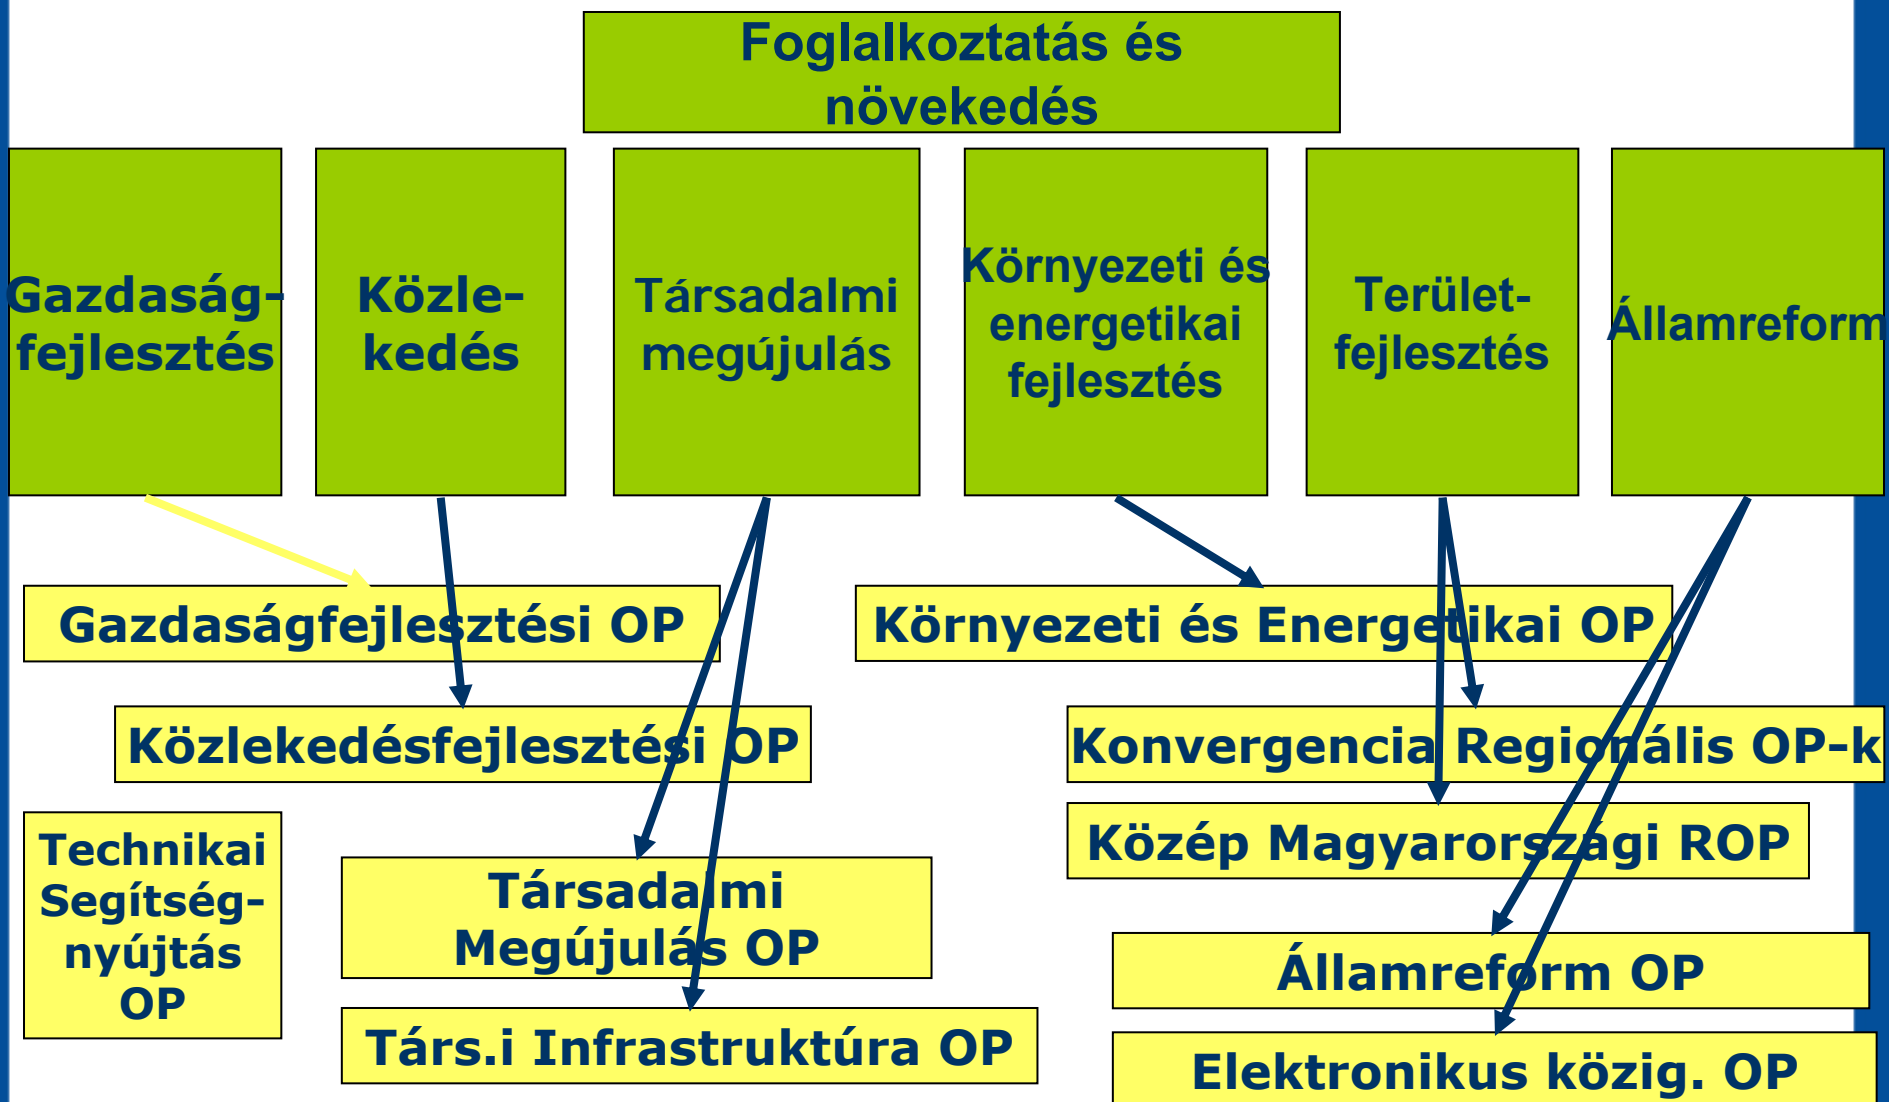 Foglalkoztatás és
növekedés
Gazdaság-
fejlesztés
Közle-
kedés
Társadalmi
megújulás
Környezeti és
energetikai
fejlesztés
Terület-
fejlesztés
Államreform
Gazdaságfejlesztési OP
Környezeti és Energetikai OP
Közlekedésfejlesztési OP
Konvergencia Regionális OP-k
Közép Magyarországi ROP
Technikai
Segítség-
nyújtás
OP
Társadalmi
Megújulás OP
Államreform OP
Társ.i Infrastruktúra OP
Elektronikus közig. OP